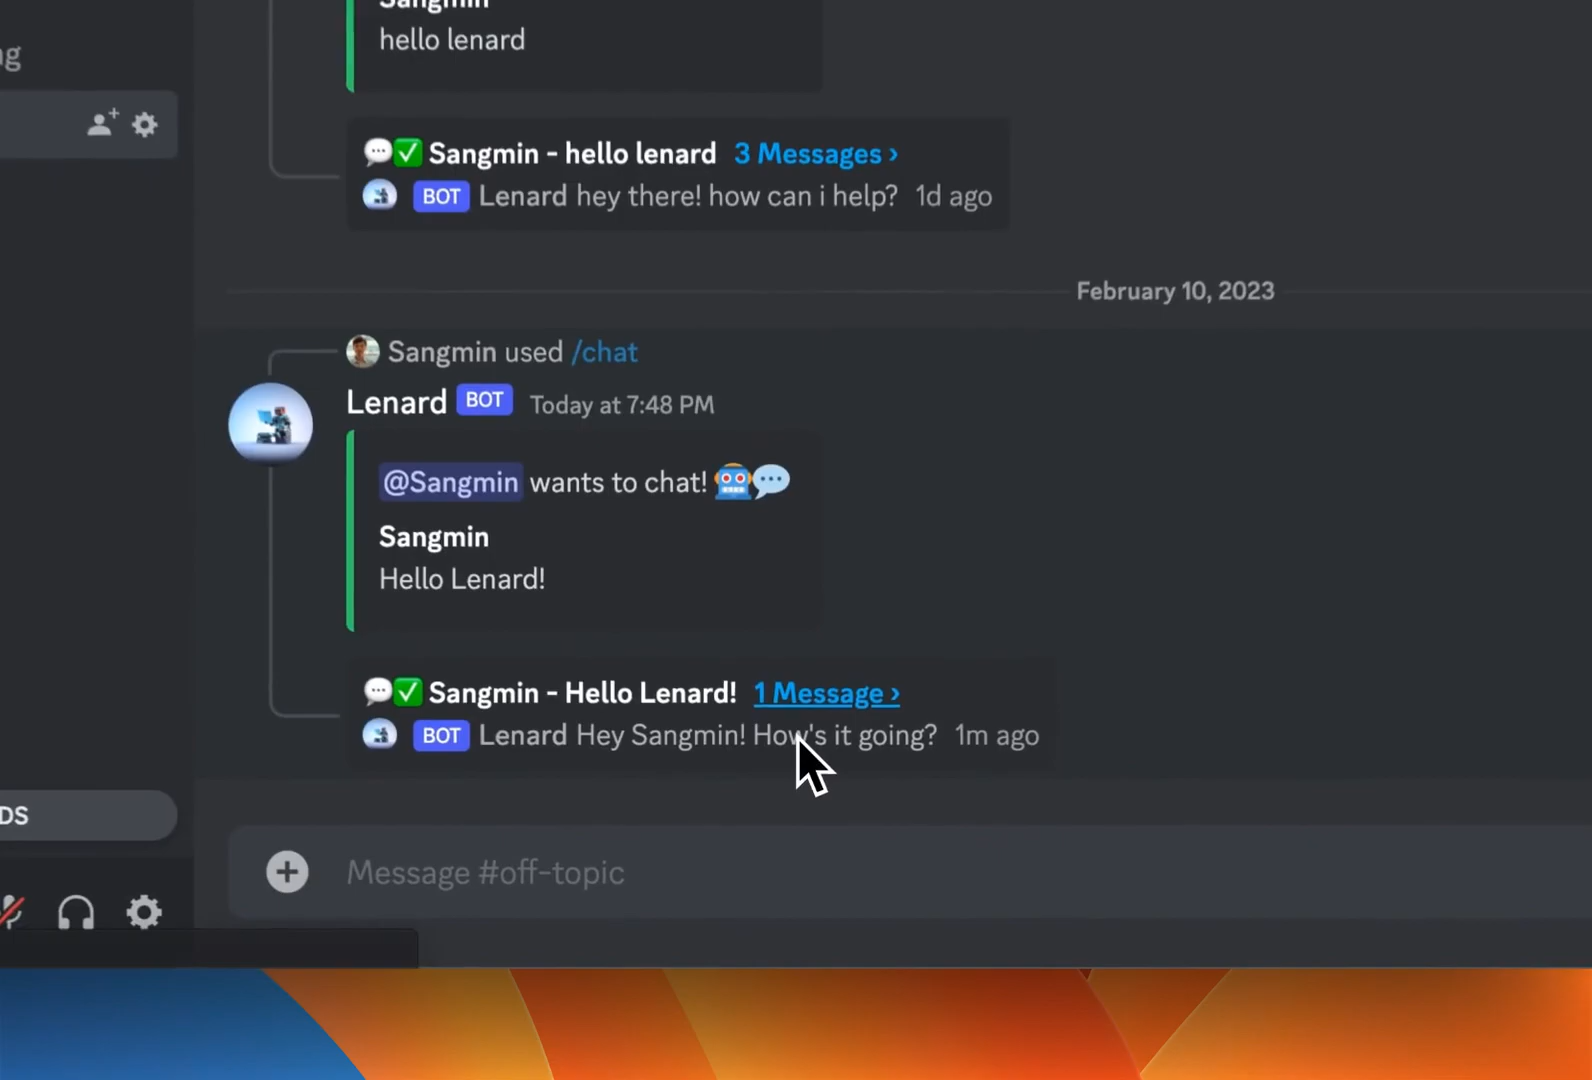 Sangmin
hello lenard
ng
Sangmin - hello lenard 3 Messages ›
BOT Lenard hey there! how can i help? 1d ago
February 10, 2023
Sangmin used /chat
Lenard BOT Today at 7:48 PM
@Sangmin wants to chat!
Sangmin
Hello Lenard!
Sangmin - Hello Lenard! 1 Message ›
BOT Lenard Hey Sangmin! How's it going? 1m ago
DS
Message #off-topic